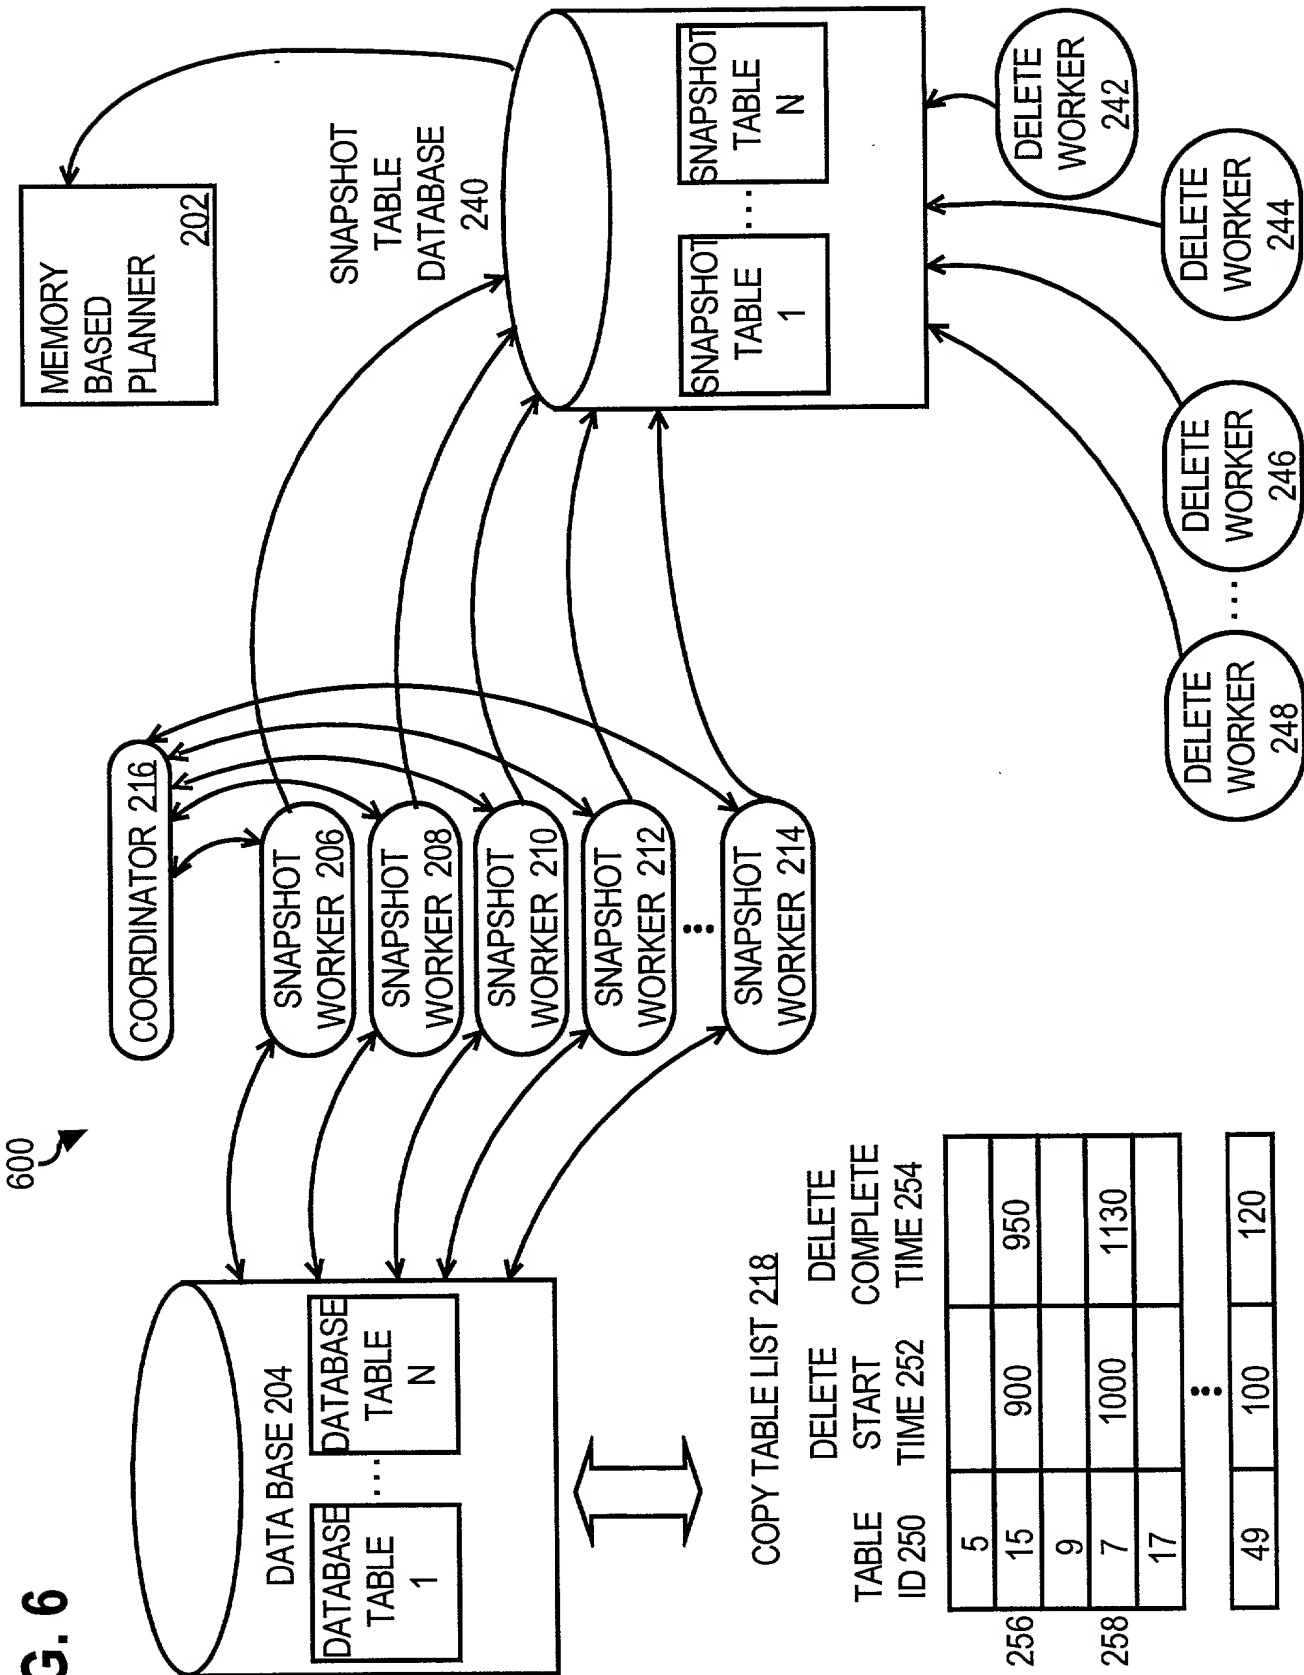 G. 6
600
COORDINATOR 216
MEMORY
BASED
PLANNER
202
DATA BASE 204
DATABASE
TABLE
1
....
DATABASE
TABLE
N
SNAPSHOT
WORKER 206
SNAPSHOT
WORKER 208
SNAPSHOT
WORKER 210
SNAPSHOT
WORKER 212
...
SNAPSHOT
WORKER 214
SNAPSHOT
TABLE
DATABASE
240
SNAPSHOT
TABLE
1
....
SNAPSHOT
TABLE
N
COPY TABLE LIST 218
TABLE
ID 250
DELETE
START
TIME 252
DELETE
COMPLETE
TIME 254
5
256 15 900 950
9
258 7 1000 1130
17
...
49 100 120
DELETE
WORKER
248
....
DELETE
WORKER
246
DELETE
WORKER
244
DELETE
WORKER
242